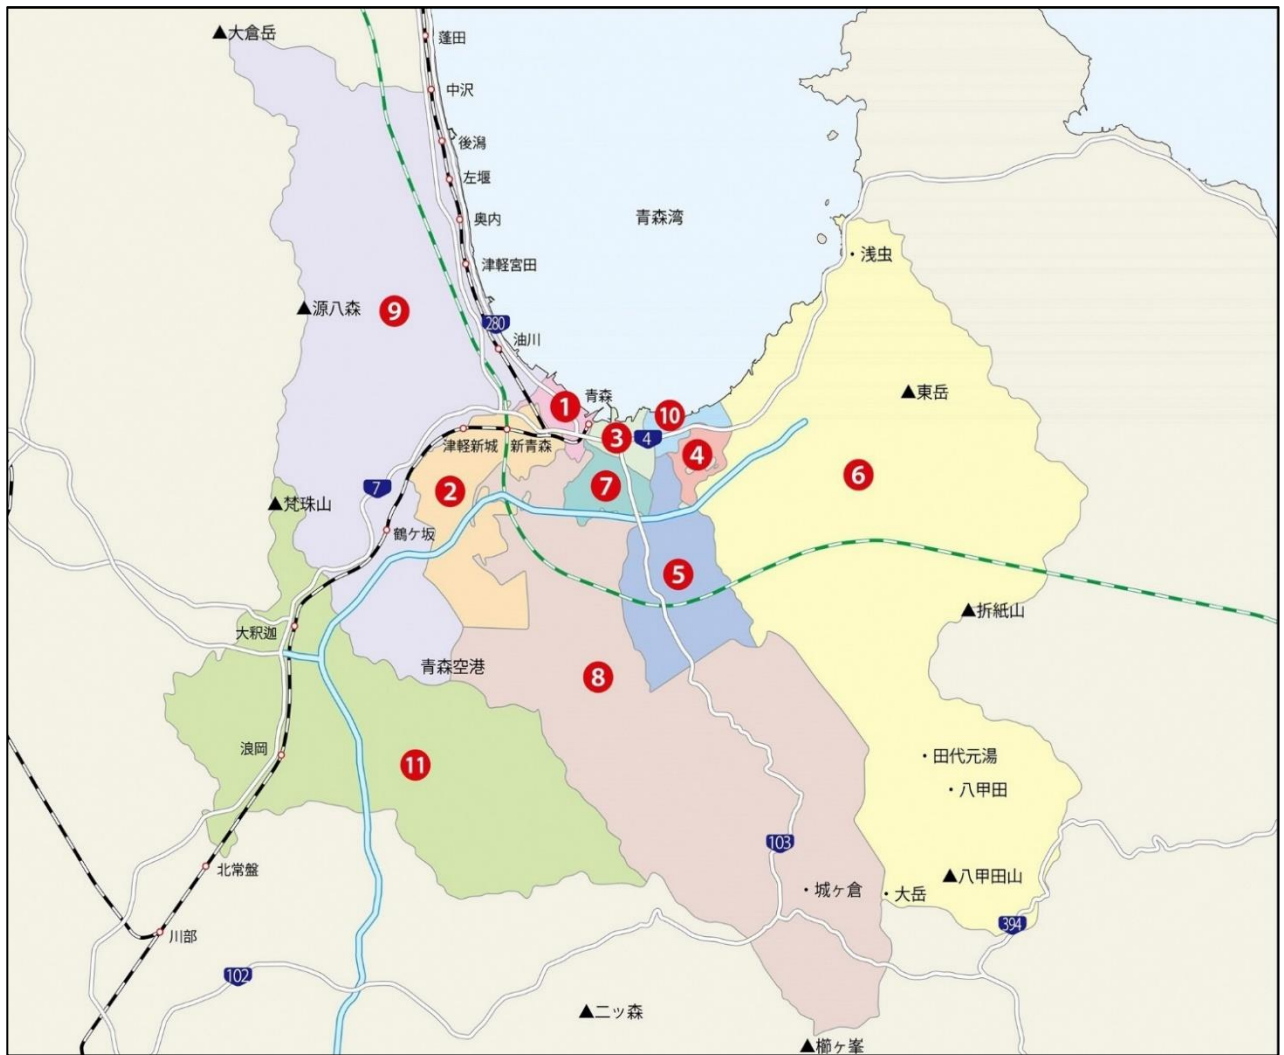 ▲大倉岳
蓬田
中沢
後潟
左堰
奥内
津軽宮田
青森湾
・浅虫
▲源八森
9
280
油川
青森
1
10
▲東岳
3
4
4
津軽新城
新青森
2
7
6
7
▲梵珠山
鶴ケ坂
5
▲折紙山
大釈迦
青森空港
8
浪岡
11
・田代元湯
・八甲田
103
北常盤
・城ヶ倉
・大岳
▲八甲田山
394
川部
102
▲二ッ森
▲櫛ヶ峯